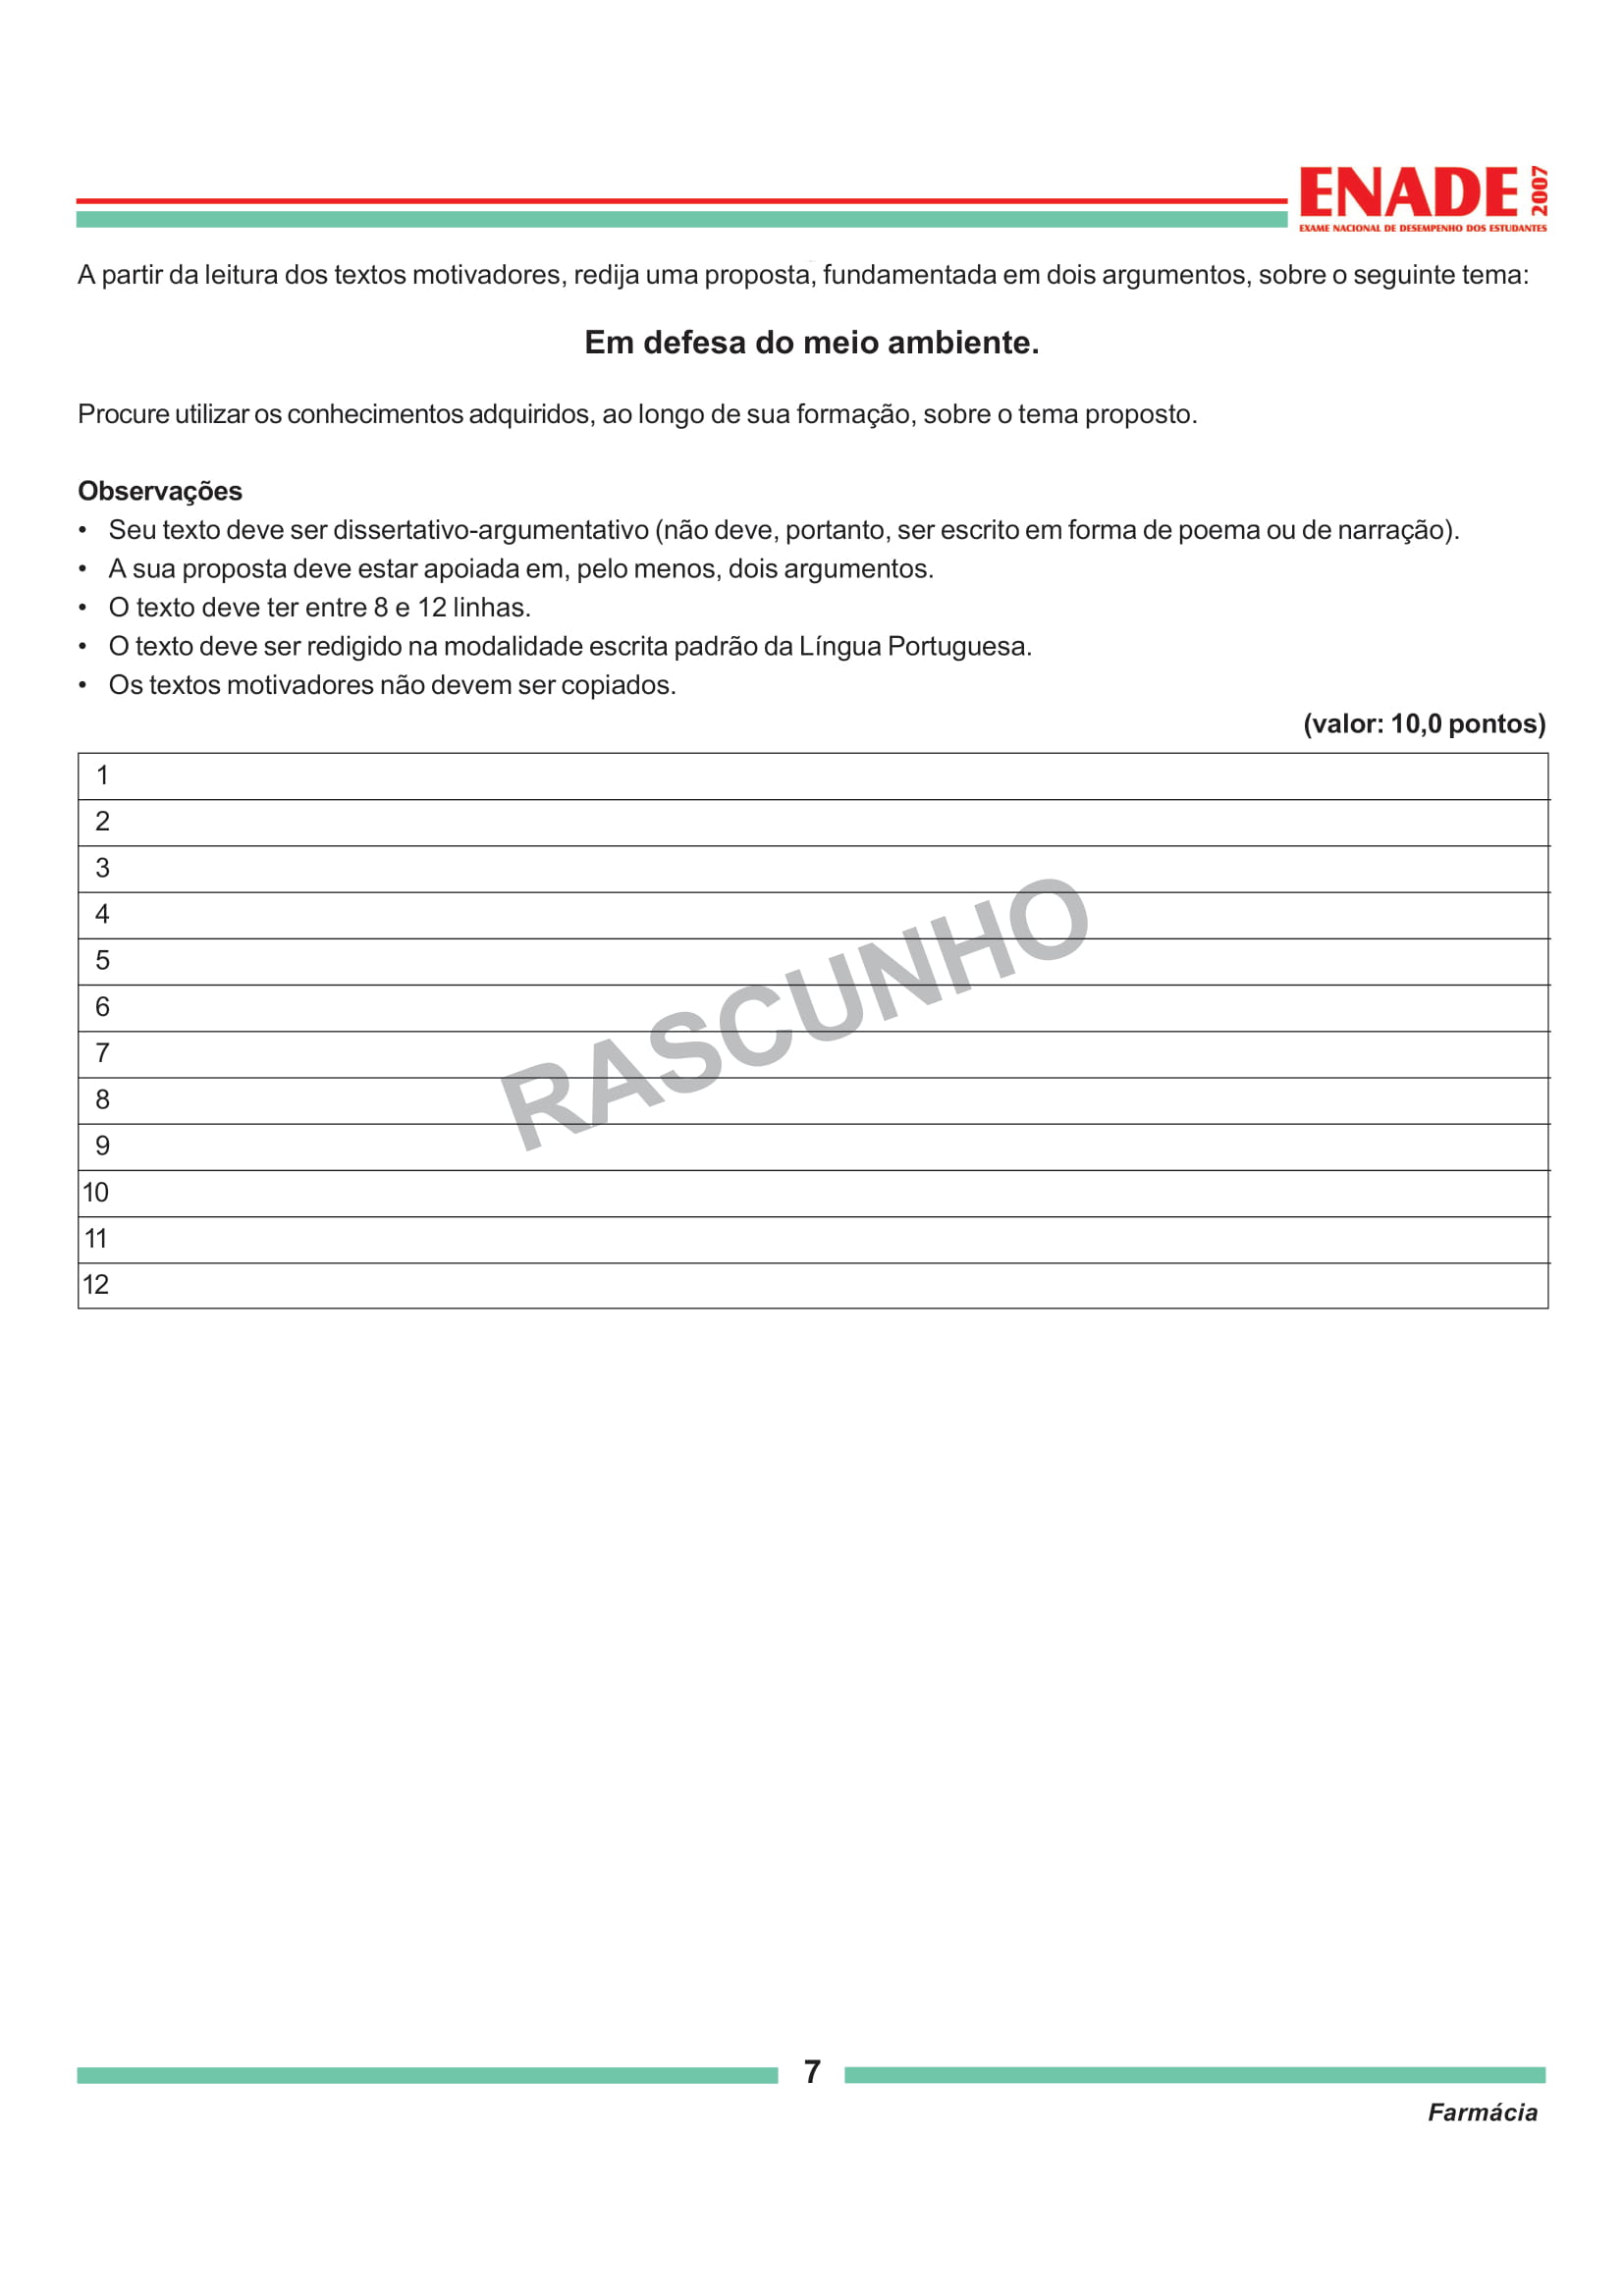 ENADE 2007
EXAME NACIONAL DE DESEMPENHO DOS ESTUDANTES
A partir da leitura dos textos motivadores, redija uma proposta, fundamentada em dois argumentos, sobre o seguinte tema:
Em defesa do meio ambiente.
Procure utilizar os conhecimentos adquiridos, ao longo de sua formação, sobre o tema proposto.
Observações
• Seu texto deve ser dissertativo-argumentativo (não deve, portanto, ser escrito em forma de poema ou de narração).
• A sua proposta deve estar apoiada em, pelo menos, dois argumentos.
• O texto deve ter entre 8 e 12 linhas.
• O texto deve ser redigido na modalidade escrita padrão da Língua Portuguesa.
• Os textos motivadores não devem ser copiados.
(valor: 10,0 pontos)
1
2
3
4
5
6
7
8
9
10
11
12
RASCUNHO
7
Farmácia